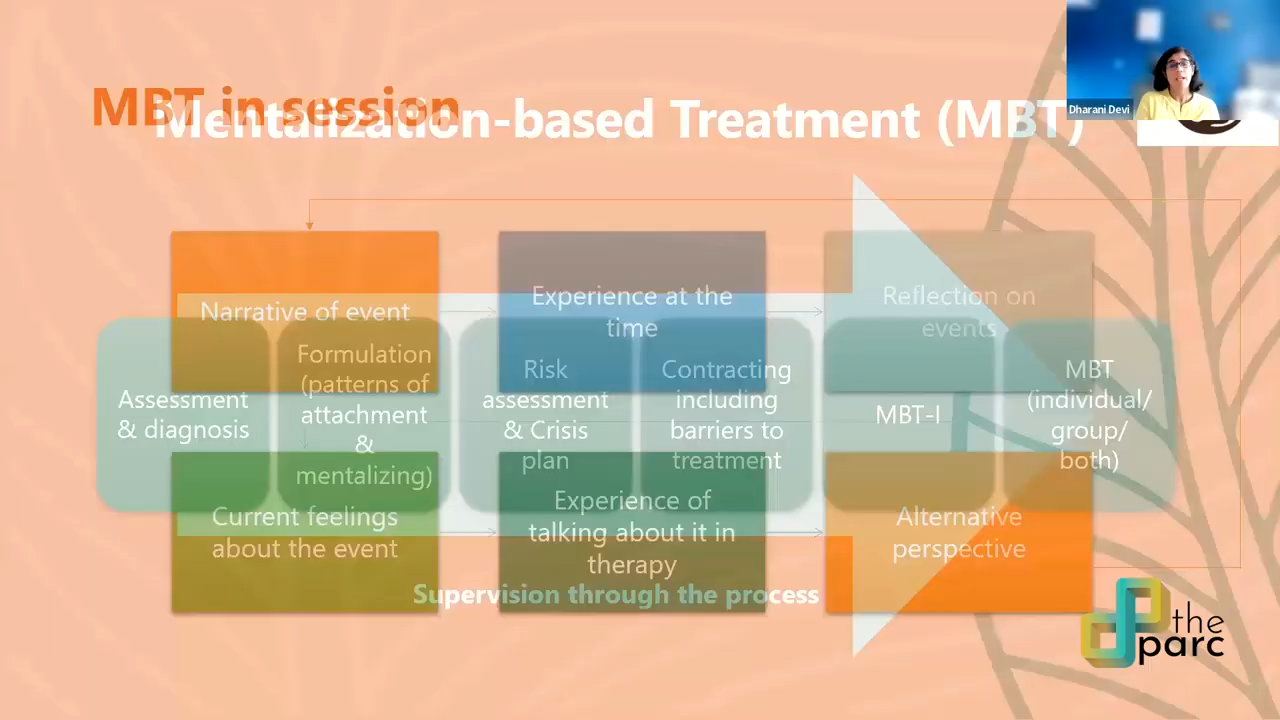 MBT in session
Mentalization-based Treatment (MBT)
Dharani Devi
Narrative of event
Experience at the
time
Reflection on
events
Assessment
& diagnosis
Formulation
(patterns of
attachment
&
mentalizing)
Risk
assessment
& Crisis
plan
Contracting
including
barriers to
treatment
MBT-I
MBT
(individual/
group/
both)
Current feelings
about the event
Experience of
talking about it in
therapy
Alternative
perspective
Supervision through the process
the
parc